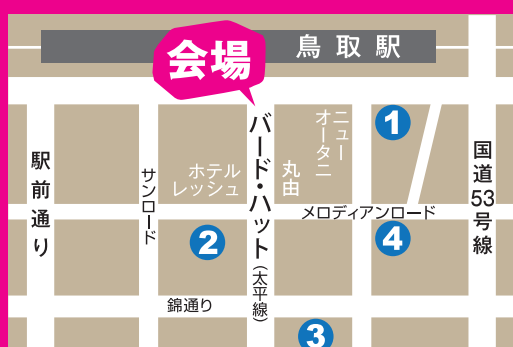 鳥取駅
会場
バード・ハット(太平線)
ニュー
オータニ
1
丸由
ホテル
レッシュ
サンロード
駅前通り
国道53号線
メロディアンロード
2
4
錦通り
3